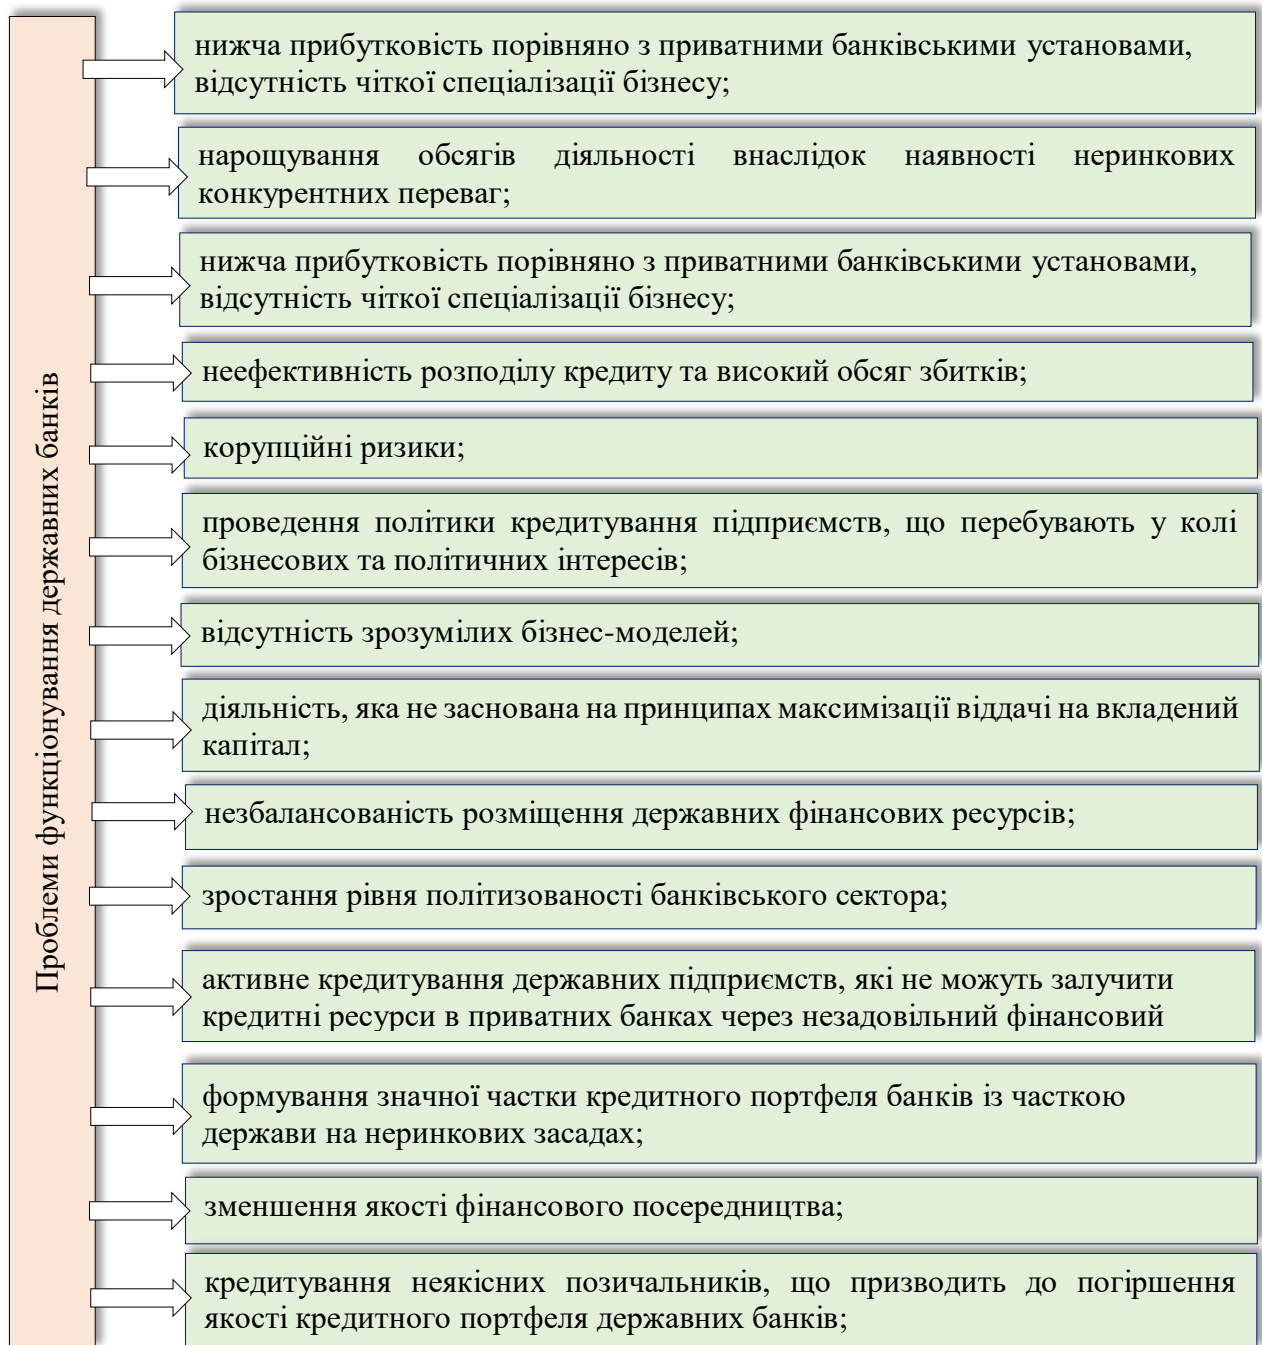 Проблеми функціонування державних банків
нижча прибутковість порівняно з приватними банківськими установами,
відсутність чіткої спеціалізації бізнесу;
нарощування обсягів діяльності внаслідок наявності неринкових
конкурентних переваг;
нижча прибутковість порівняно з приватними банківськими установами,
відсутність чіткої спеціалізації бізнесу;
неефективність розподілу кредиту та високий обсяг збитків;
корупційні ризики;
проведення політики кредитування підприємств, що перебувають у колі
бізнесових та політичних інтересів;
відсутність зрозумілих бізнес-моделей;
діяльність, яка не заснована на принципах максимізації віддачі на вкладений
капітал;
незбалансованість розміщення державних фінансових ресурсів;
зростання рівня політизованості банківського сектора;
активне кредитування державних підприємств, які не можуть залучити
кредитні ресурси в приватних банках через незадовільний фінансовий
формування значної частки кредитного портфеля банків із часткою
держави на неринкових засадах;
зменшення якості фінансового посередництва;
кредитування неякісних позичальників, що призводить до погіршення
якості кредитного портфеля державних банків;